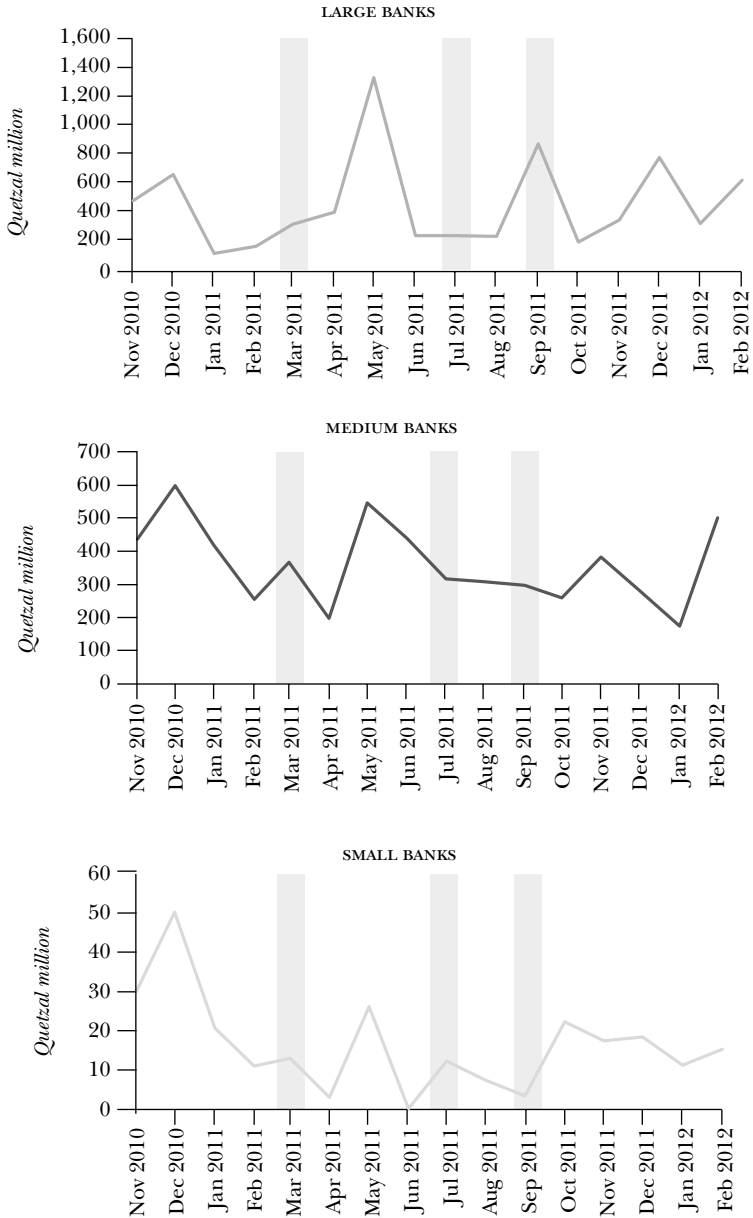 LARGE BANKS
Quetzal million
1,600
1,400
1,200
1,000
800
600
400
200
0
Nov 2010
Dec 2010
Jan 2011
Feb 2011
Mar 2011
Apr 2011
May 2011
Jun 2011
Jul 2011
Aug 2011
Sep 2011
Oct 2011
Nov 2011
Dec 2011
Jan 2012
Feb 2012
MEDIUM BANKS
Quetzal million
700
600
500
400
300
200
100
0
Nov 2010
Dec 2010
Jan 2011
Feb 2011
Mar 2011
Apr 2011
May 2011
Jun 2011
Jul 2011
Aug 2011
Sep 2011
Oct 2011
Nov 2011
Dec 2011
Jan 2012
Feb 2012
SMALL BANKS
Quetzal million
60
50
40
30
20
10
0
Nov 2010
Dec 2010
Jan 2011
Feb 2011
Mar 2011
Apr 2011
May 2011
Jun 2011
Jul 2011
Aug 2011
Sep 2011
Oct 2011
Nov 2011
Dec 2011
Jan 2012
Feb 2012